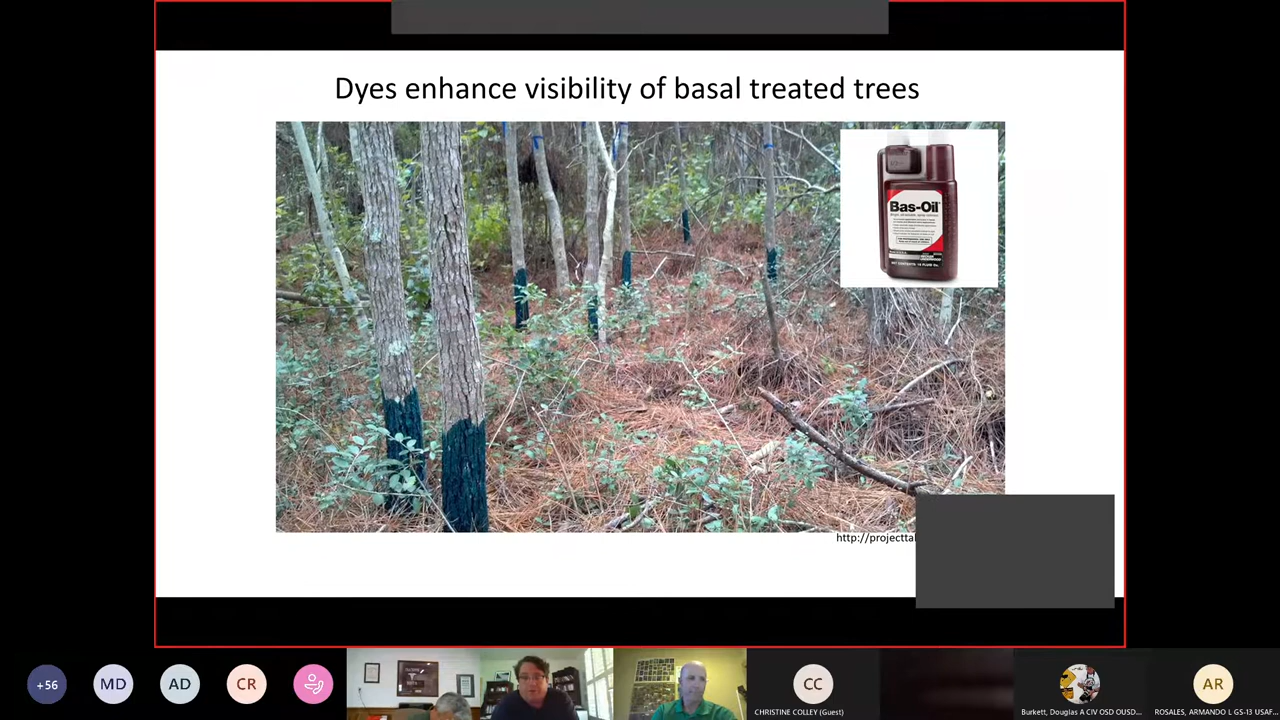 Dyes enhance visibility of basal treated trees
Bas-Oil
http://projecttal
+56
MD
AD
CR
CC
AR
CHRISTINE COLLEY (Guest)
Burkett, Douglas A CIV OSD OUSD...
ROSALES, ARMANDO L GS-13 USAF...